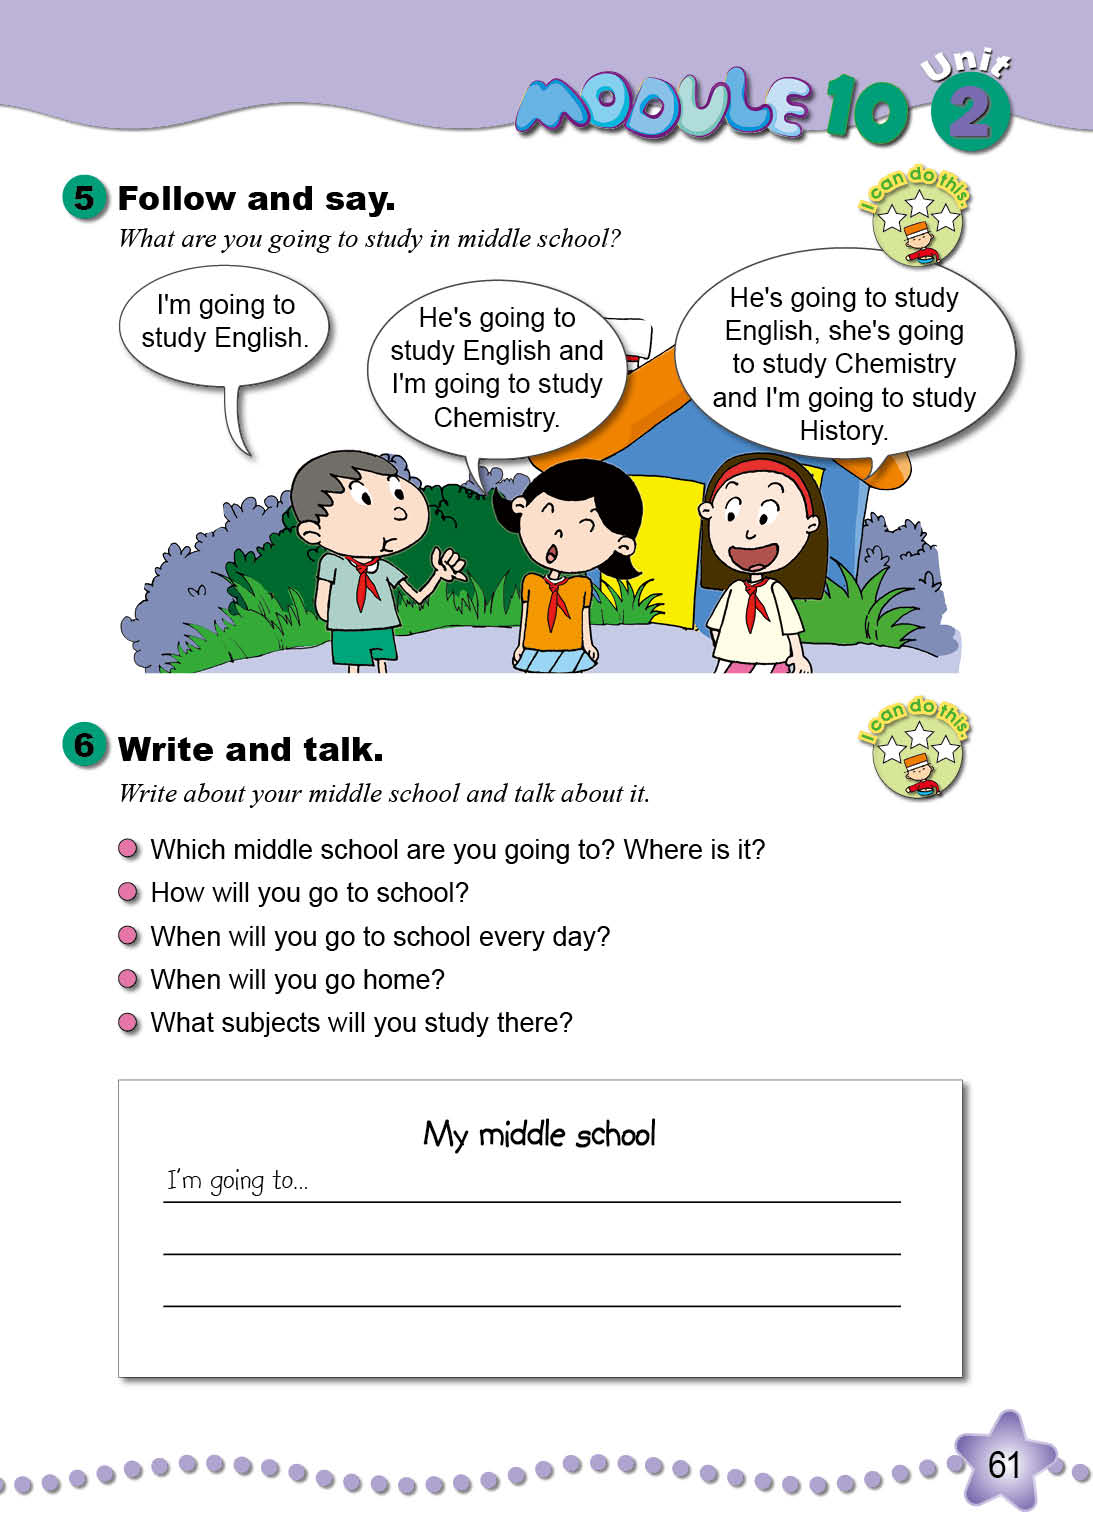 MODULE 10 Unit 2
5 Follow and say.
I can do this.
What are you going to study in middle school?
I'm going to
study English.
He's going to
study English and
I'm going to study
Chemistry.
He's going to study
English, she's going
to study Chemistry
and I'm going to study
History.
6 Write and talk.
I can do this.
Write about your middle school and talk about it.
Which middle school are you going to? Where is it?
How will you go to school?
When will you go to school every day?
When will you go home?
What subjects will you study there?
My middle school
I'm going to...
61